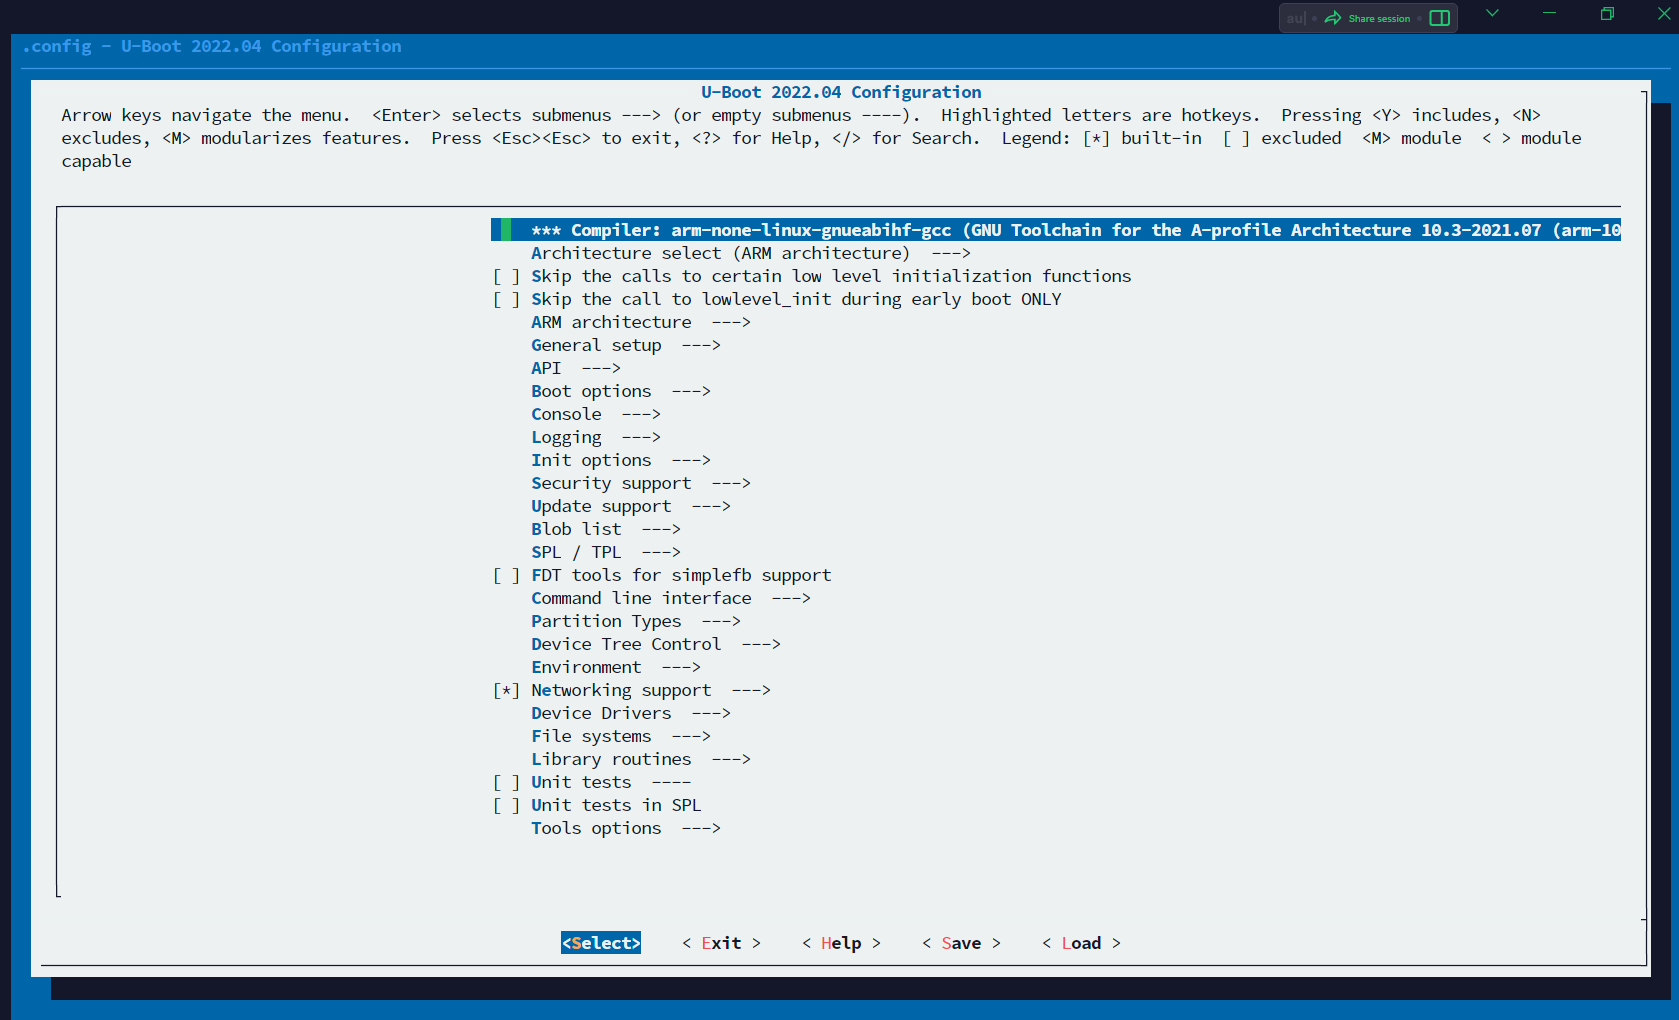 au
Share session
.config - U-Boot 2022.04 Configuration
U-Boot 2022.04 Configuration
Arrow keys navigate the menu.  <Enter> selects submenus ---> (or empty submenus ----).  Highlighted letters are hotkeys.  Pressing <Y> includes, <N>
excludes, <M> modularizes features.  Press <Esc><Esc> to exit, <?> for Help, </> for Search.  Legend: [*] built-in  [ ] excluded  <M> module  < > module
capable
*** Compiler: arm-none-linux-gnueabihf-gcc (GNU Toolchain for the A-profile Architecture 10.3-2021.07 (arm-10
Architecture select (ARM architecture)  --->
[ ] Skip the calls to certain low level initialization functions
[ ] Skip the call to lowlevel_init during early boot ONLY
ARM architecture  --->
General setup  --->
API  --->
Boot options  --->
Console  --->
Logging  --->
Init options  --->
Security support  --->
Update support  --->
Blob list  --->
SPL / TPL  --->
[ ] FDT tools for simplefb support
Command line interface  --->
Partition Types  --->
Device Tree Control  --->
Environment  --->
[*] Networking support  --->
Device Drivers  --->
File systems  --->
Library routines  --->
[ ] Unit tests  ----
[ ] Unit tests in SPL
Tools options  --->
<Select>    < Exit >    < Help >    < Save >    < Load >